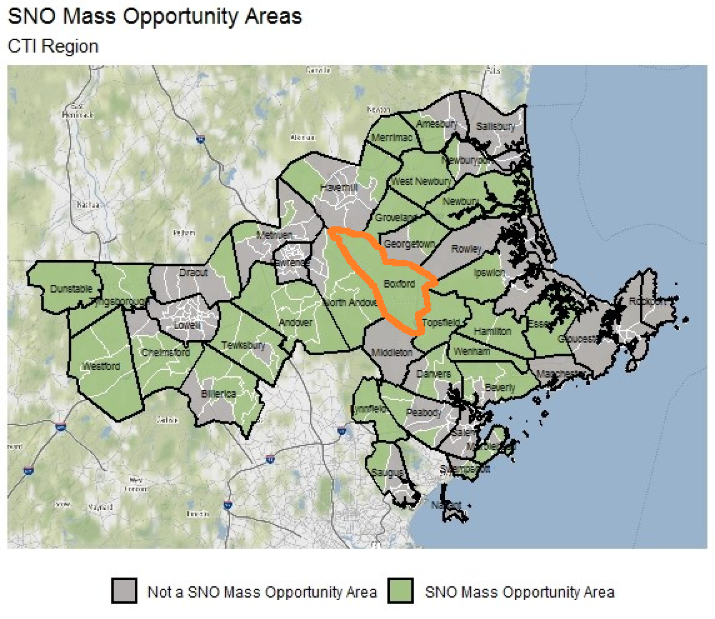 SNO Mass Opportunity Areas
CTI Region
Amesbury
Salisbury
Merrimac
Newburyport
West Newbury
Haverhill
Newbury
Groveland
Georgetown
Rowley
Methuen
Lawrence
Dracut
Ipswich
Boxford
Dunstable
Tyngsborough
Rockport
North Andover
Lowell
Andover
Topsfield
Hamilton
Essex
Gloucester
Tewksbury
Chelmsford
Wenham
Middleton
Westford
Danvers
Manchester
Beverly
Billerica
Lynnfield
Peabody
Salem
Marblehead
Saugus
Swampscott
Nahant
Not a SNO Mass Opportunity Area
SNO Mass Opportunity Area